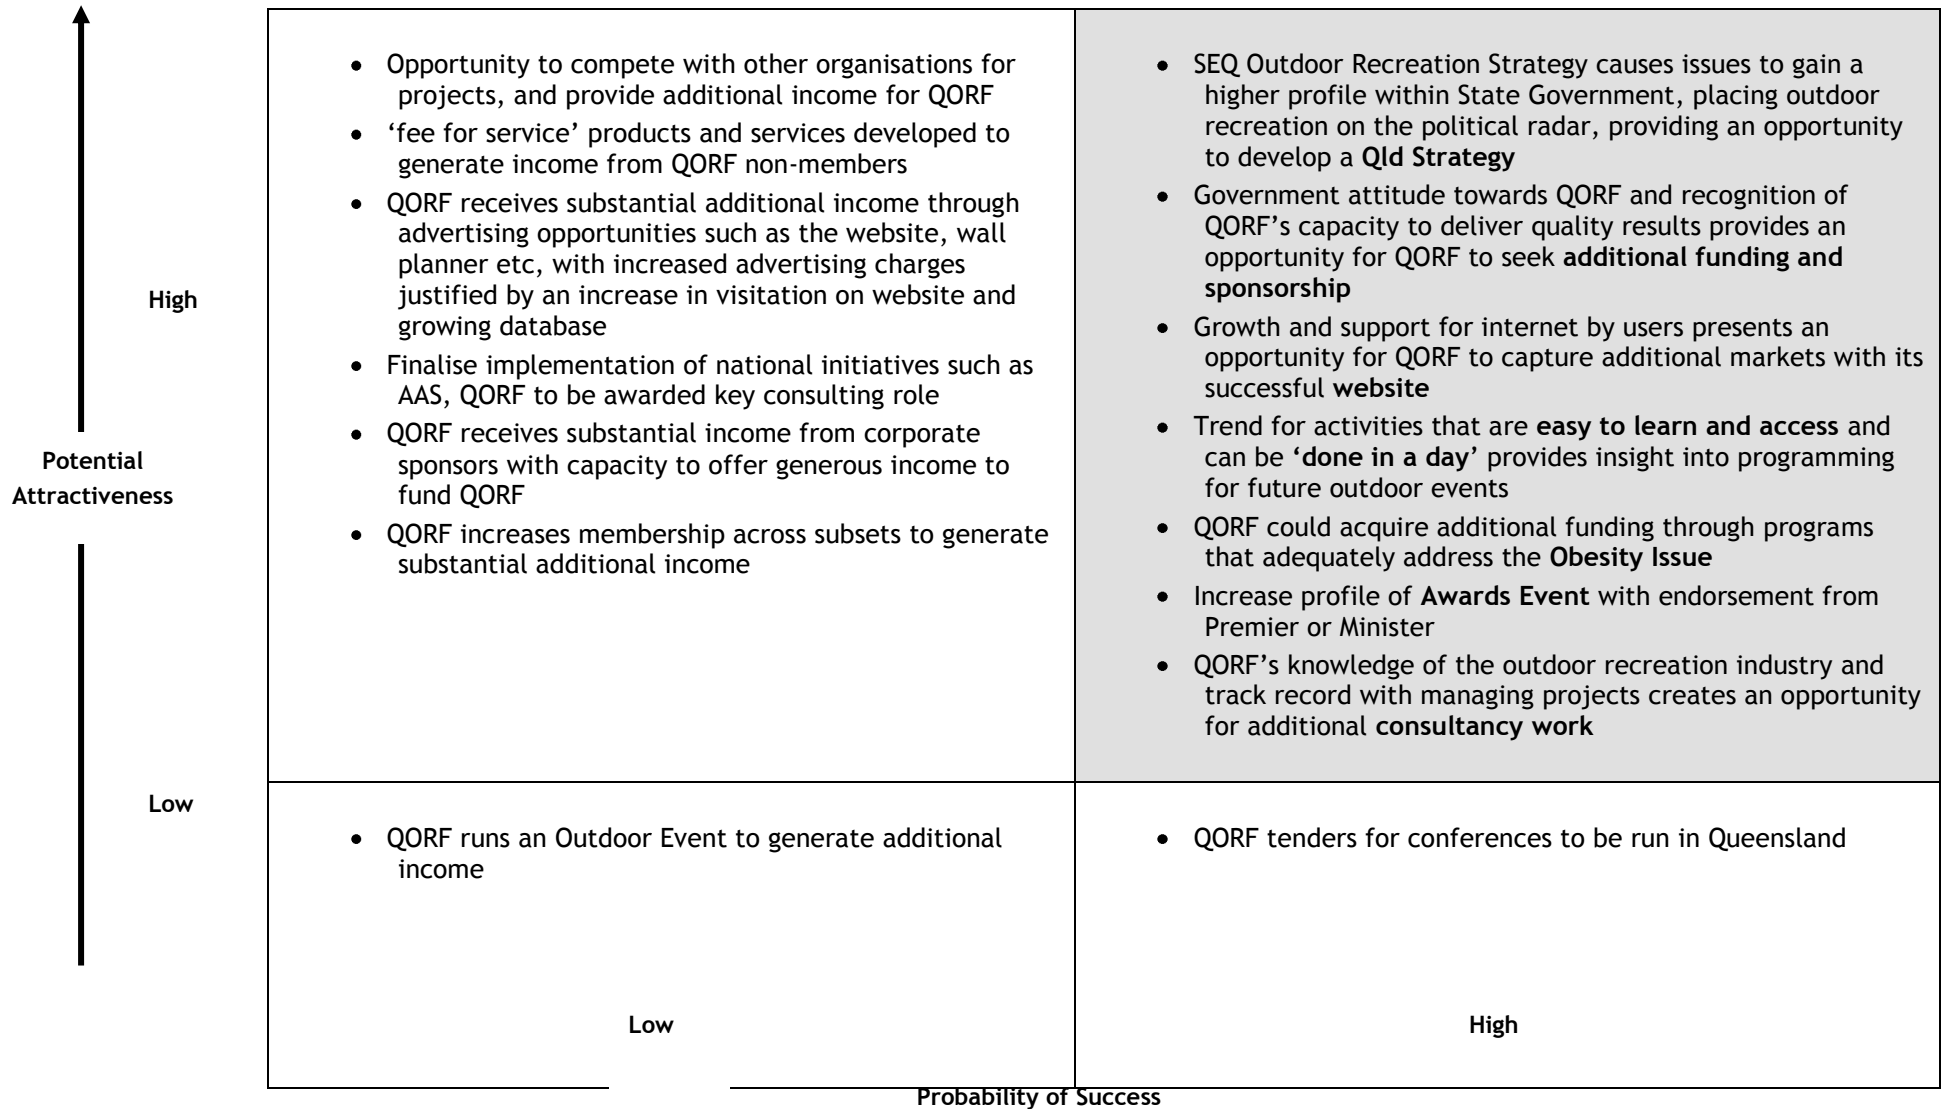 • Opportunity to compete with other organisations for
projects, and provide additional income for QORF
• ‘fee for service’ products and services developed to
generate income from QORF non-members
• QORF receives substantial additional income through
advertising opportunities such as the website, wall
planner etc, with increased advertising charges
justified by an increase in visitation on website and
growing database
• Finalise implementation of national initiatives such as
AAS, QORF to be awarded key consulting role
• QORF receives substantial income from corporate
sponsors with capacity to offer generous income to
fund QORF
• QORF increases membership across subsets to generate
substantial additional income
• SEQ Outdoor Recreation Strategy causes issues to gain a
higher profile within State Government, placing outdoor
recreation on the political radar, providing an opportunity
to develop a Qld Strategy
• Government attitude towards QORF and recognition of
QORF’s capacity to deliver quality results provides an
opportunity for QORF to seek additional funding and
sponsorship
• Growth and support for internet by users presents an
opportunity for QORF to capture additional markets with its
successful website
• Trend for activities that are easy to learn and access and
can be ‘done in a day’ provides insight into programming
for future outdoor events
• QORF could acquire additional funding through programs
that adequately address the Obesity Issue
• Increase profile of Awards Event with endorsement from
Premier or Minister
• QORF’s knowledge of the outdoor recreation industry and
track record with managing projects creates an opportunity
for additional consultancy work
High
Potential
Attractiveness
Low
• QORF runs an Outdoor Event to generate additional
income
• QORF tenders for conferences to be run in Queensland
Low
High
Probability of Success